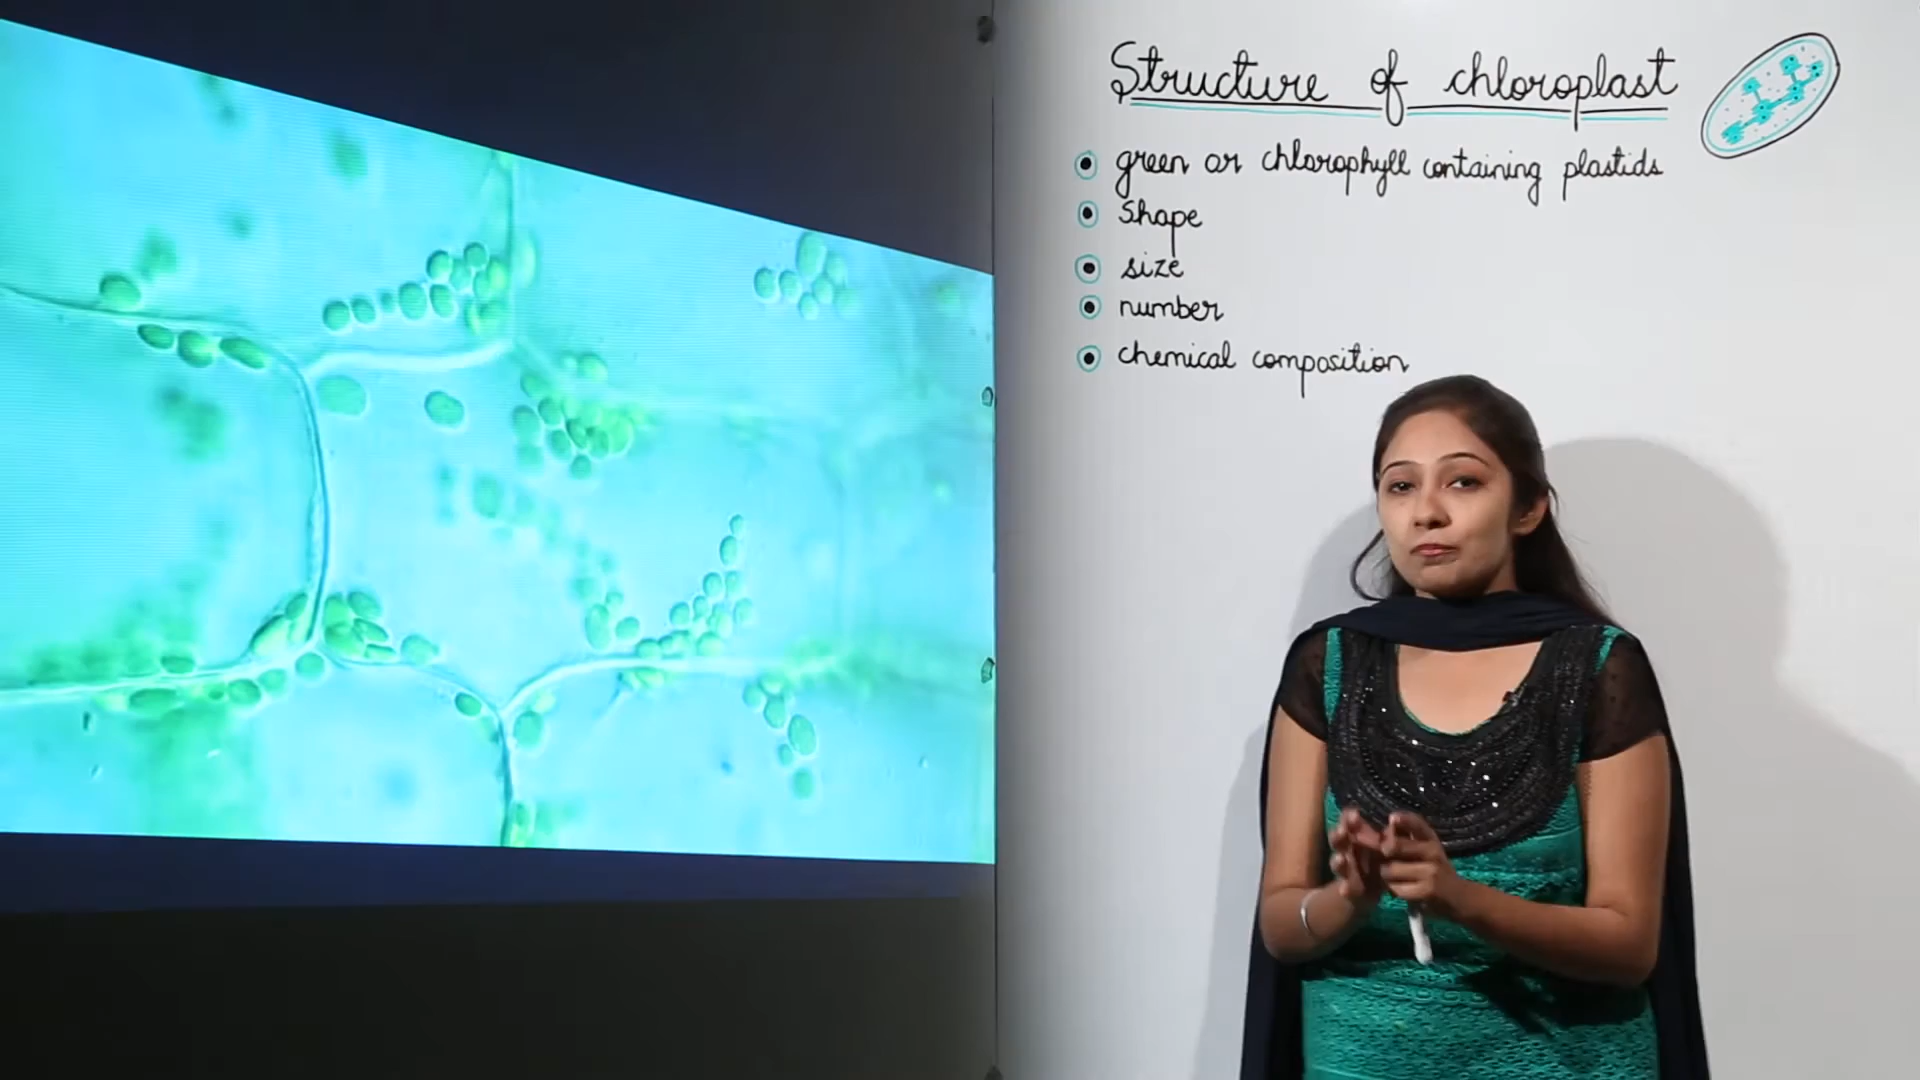 Structure of chloroplast
green or chlorophyll containing plastids
Shape
size
number
chemical composition